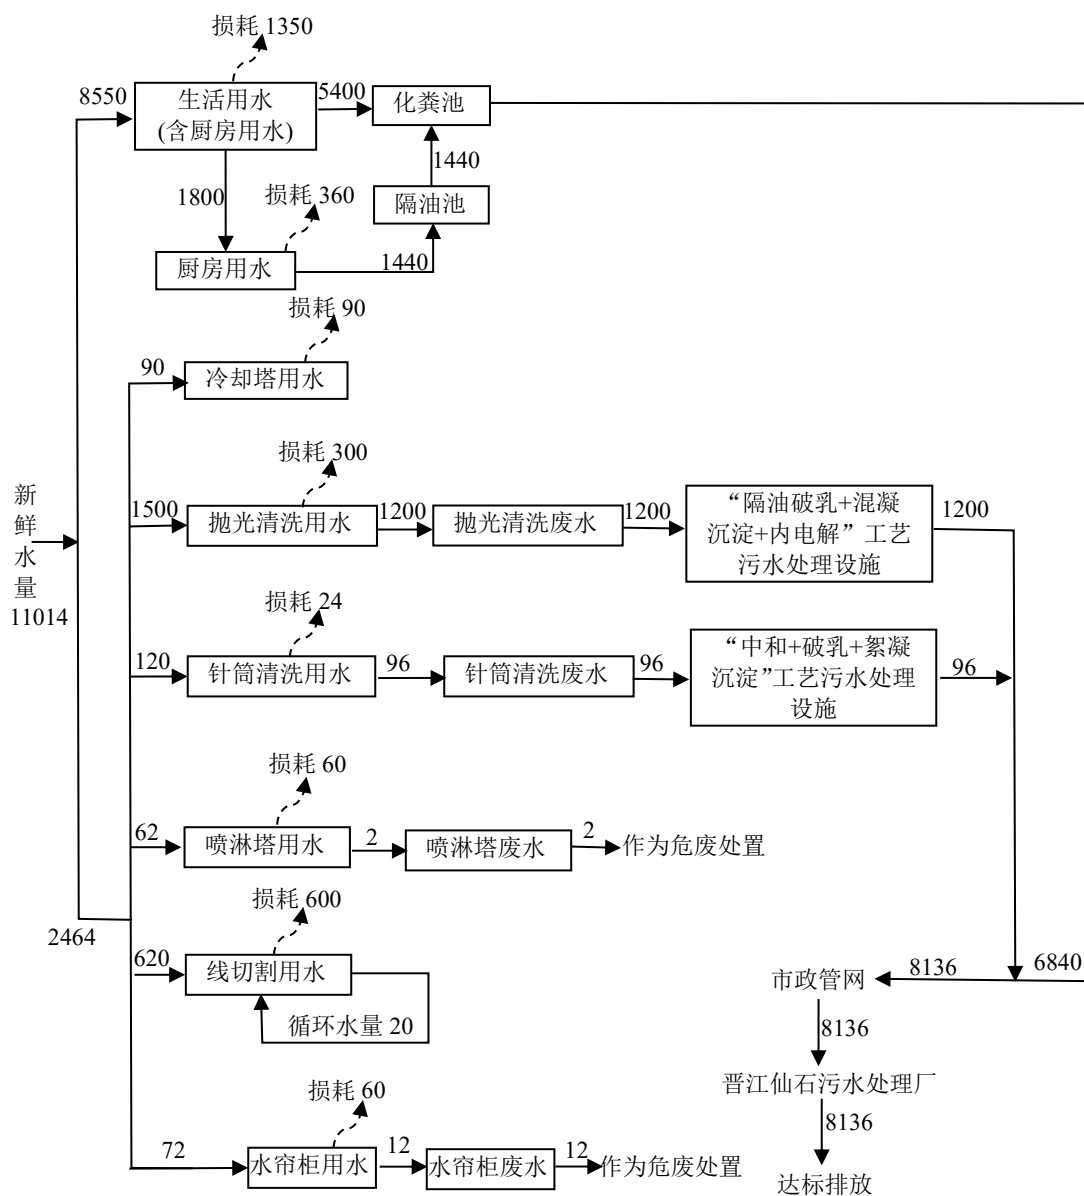 损耗 1350
8550
生活用水
(含厨房用水)
5400
化粪池
1440
1800
损耗 360
隔油池
厨房用水
1440
损耗 90
90
冷却塔用水
损耗 300
新
鲜
水
量
11014
1500
抛光清洗用水
1200
抛光清洗废水
1200
“隔油破乳+混凝
沉淀+内电解”工艺
污水处理设施
1200
损耗 24
120
针筒清洗用水
96
针筒清洗废水
96
“中和+破乳+絮凝
沉淀”工艺污水处理
设施
96
损耗 60
62
喷淋塔用水
2
喷淋塔废水
2
作为危废处置
损耗 600
2464
620
线切割用水
循环水量 20
市政管网
8136
6840
8136
晋江仙石污水处理厂
8136
达标排放
损耗 60
72
水帘柜用水
12
水帘柜废水
12
作为危废处置